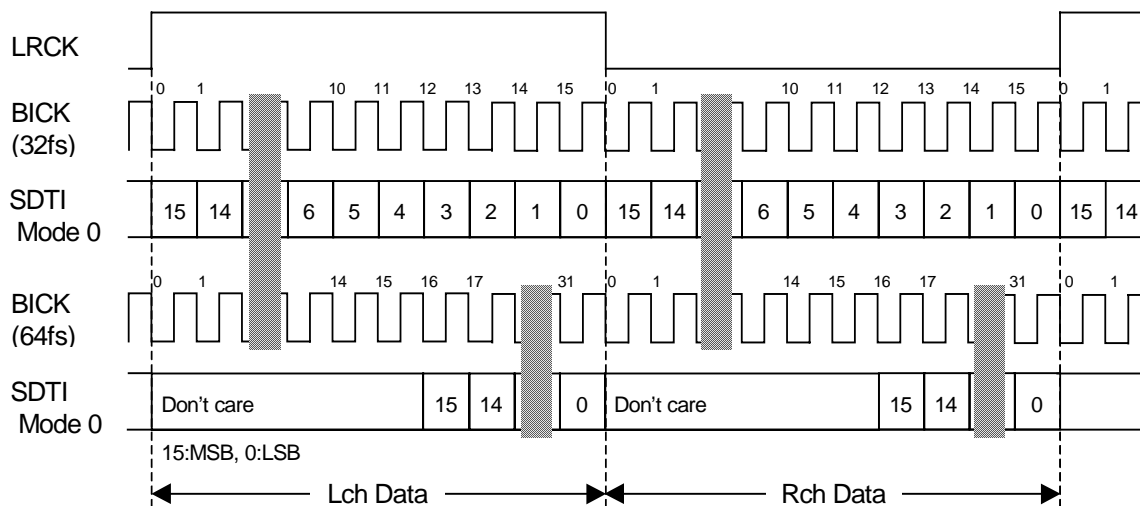 LRCK
0 1 10 11 12 13 14 15 0 1 10 11 12 13 14 15 0 1
BICK
(32fs)
SDTI
Mode 0
15 14 6 5 4 3 2 1 0 15 14 6 5 4 3 2 1 0 15 14
0 1 14 15 16 17 31 0 1 14 15 16 17 31 0 1
BICK
(64fs)
SDTI
Mode 0
Don't care 15 14 0 Don't care 15 14 0
15:MSB, 0:LSB
Lch Data Rch Data